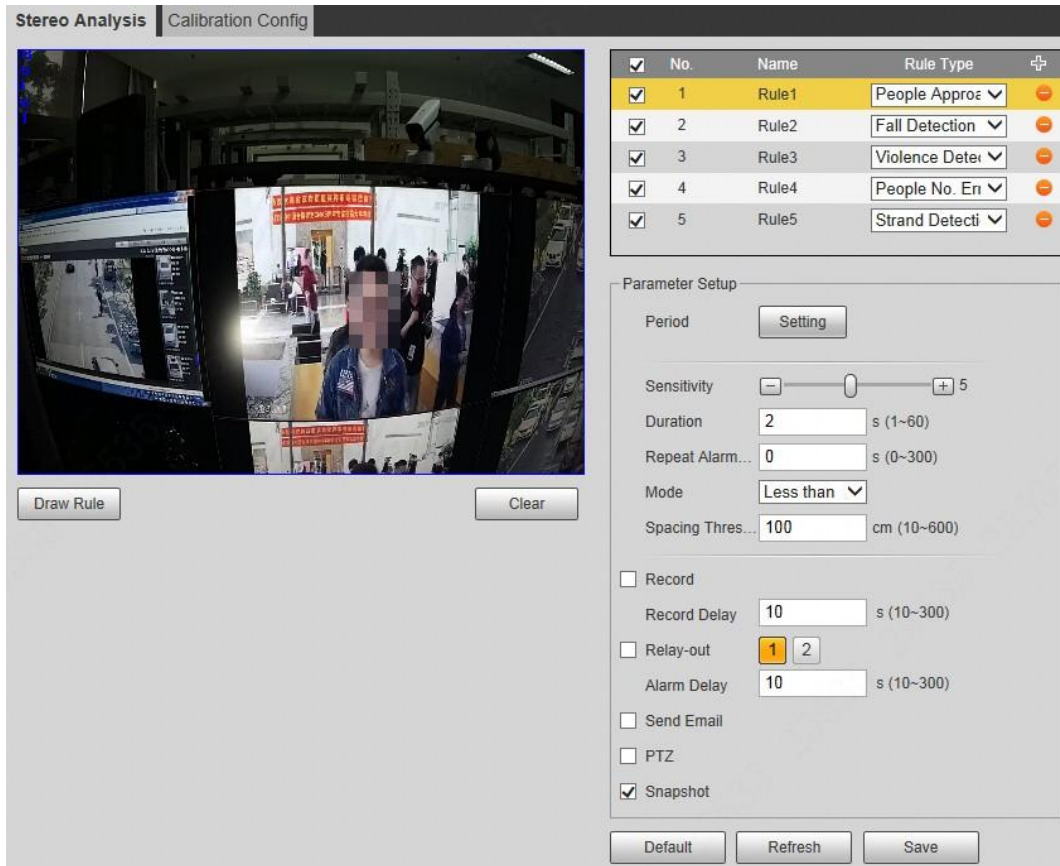 Stereo Analysis Calibration Config
No. Name Rule Type
1 Rule1 People Approa
2 Rule2 Fall Detection
3 Rule3 Violence Dete
4 Rule4 People No. Er
5 Rule5 Strand Detecti
Parameter Setup
Period Setting
Sensitivity 5
Duration 2 s (1~60)
Repeat Alarm... 0 s (0~300)
Mode Less than
Spacing Thres... 100 cm (10~600)
Draw Rule Clear
Record
Record Delay 10 s (10~300)
Relay-out 1 2
Alarm Delay 10 s (10~300)
Send Email
PTZ
Snapshot
Default Refresh Save